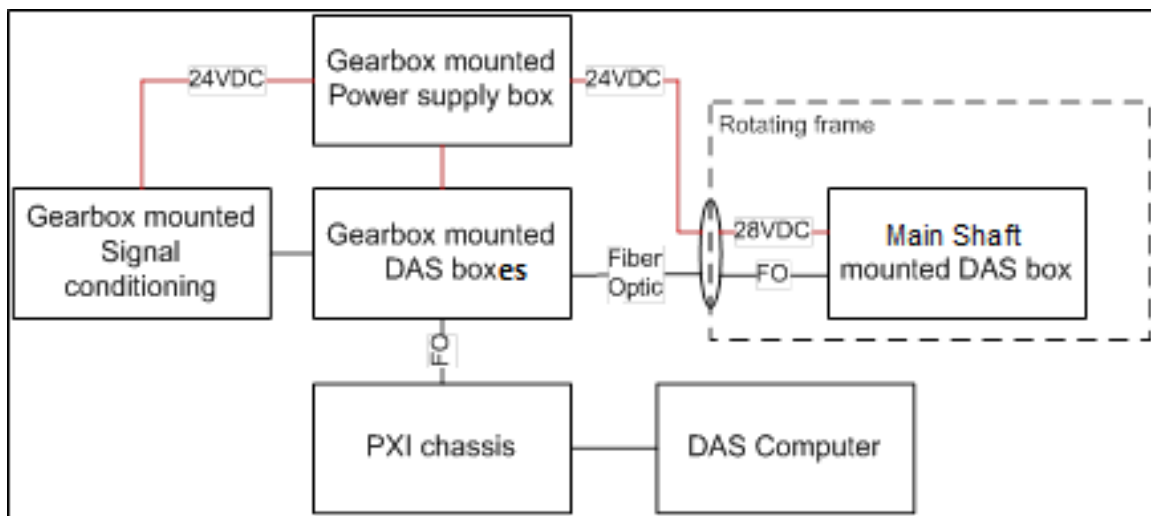 Gearbox mounted
Power supply box
24VDC
24VDC
Rotating frame
Gearbox mounted
Signal
conditioning
Gearbox mounted
DAS boxes
Fiber
Optic
28VDC
FO
Main Shaft
mounted DAS box
FO
PXI chassis
DAS Computer